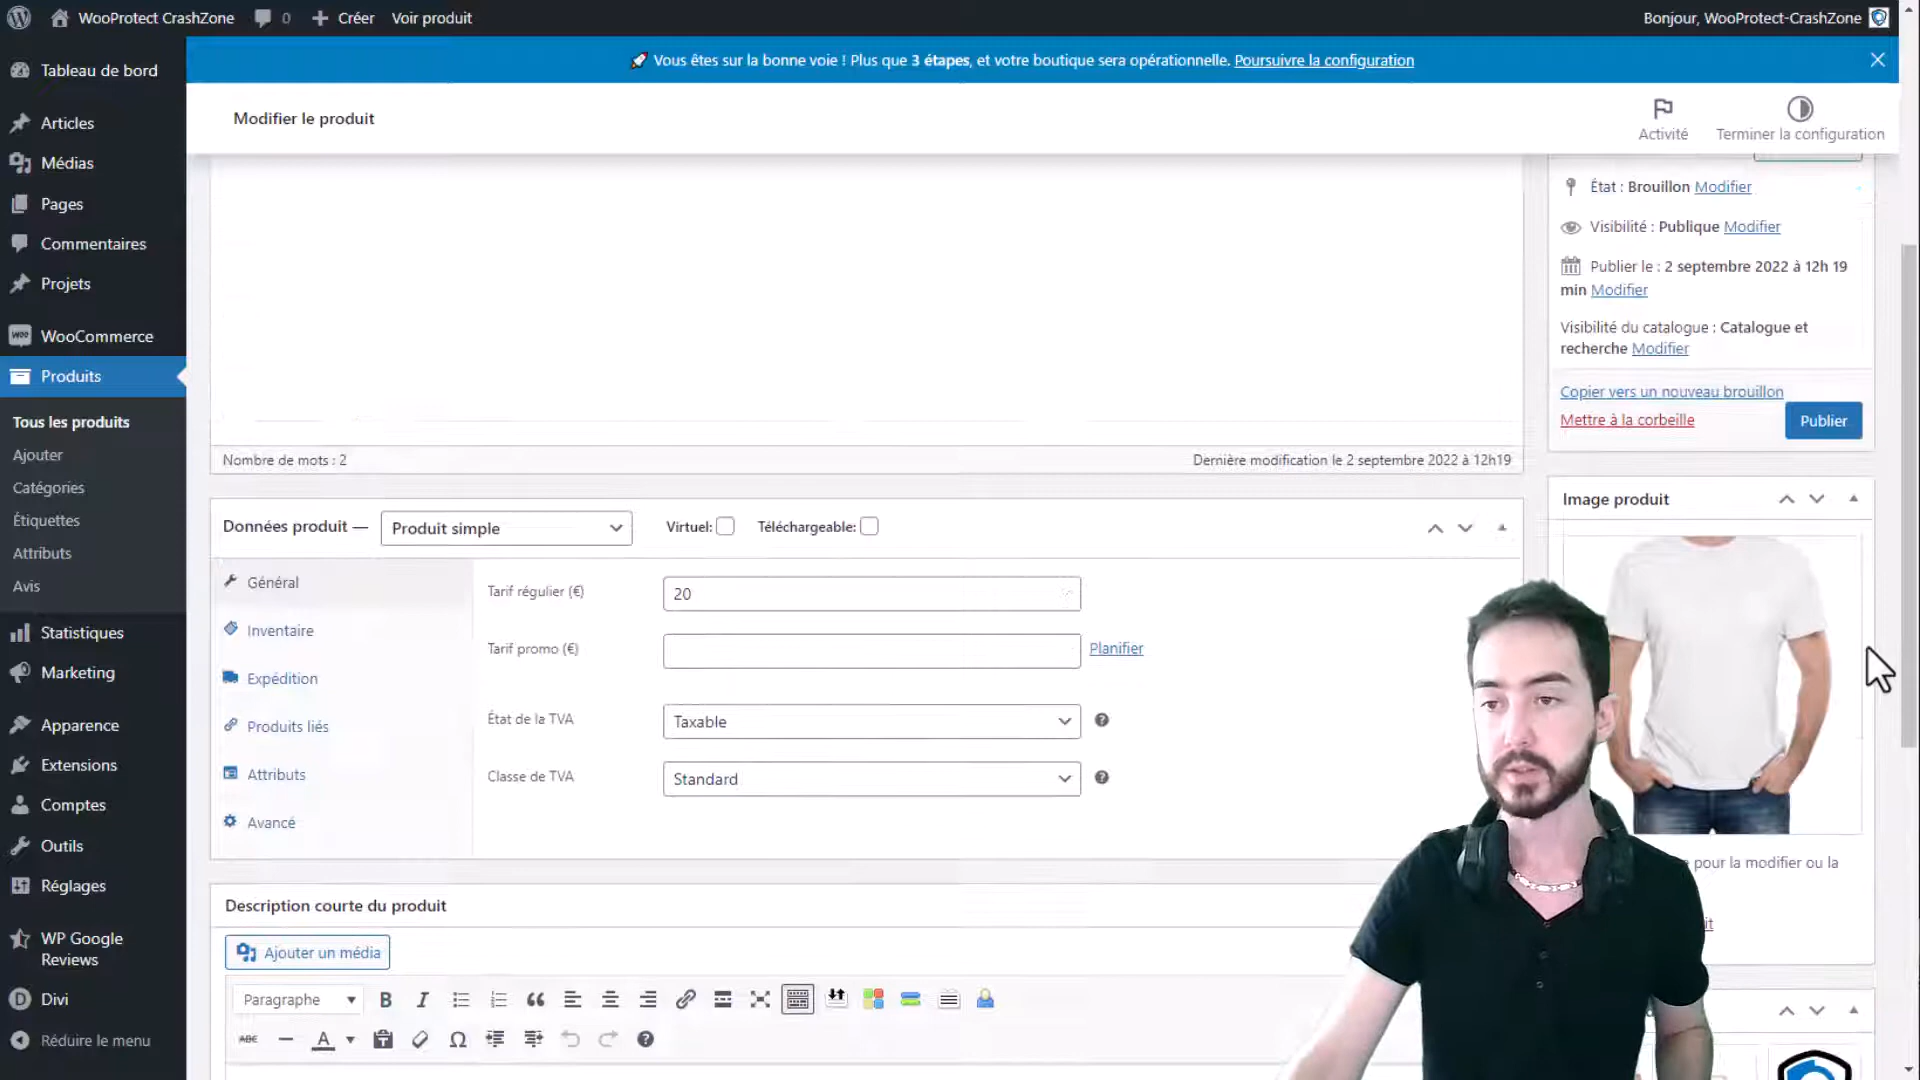 WooProtect CrashZone 0 Créer Voir produit
Bonjour, WooProtect-CrashZone
Vous êtes sur la bonne voie ! Plus que 3 étapes, et votre boutique sera opérationnelle. Poursuivre la configuration
Modifier le produit
Activité
Terminer la configuration
Tableau de bord
Articles
Médias
Pages
Commentaires
Projets
WooCommerce
Produits
Tous les produits
Ajouter
Catégories
Étiquettes
Attributs
Avis
Statistiques
Marketing
Apparence
Extensions
Comptes
Outils
Réglages
WP Google
Reviews
Divi
Réduire le menu
État : Brouillon Modifier
Visibilité : Publique Modifier
Publier le : 2 septembre 2022 à 12h 19
min Modifier
Visibilité du catalogue : Catalogue et
recherche Modifier
Copier vers un nouveau brouillon
Mettre à la corbeille
Publier
Nombre de mots : 2
Dernière modification le 2 septembre 2022 à 12h19
Données produit — Produit simple Virtuel: Téléchargeable:
Général
Inventaire
Expédition
Produits liés
Attributs
Avancé
Tarif régulier (€) 20
Tarif promo (€) Planifier
État de la TVA Taxable
Classe de TVA Standard
Image produit
pour la modifier ou la
Description courte du produit
Ajouter un média
Paragraphe